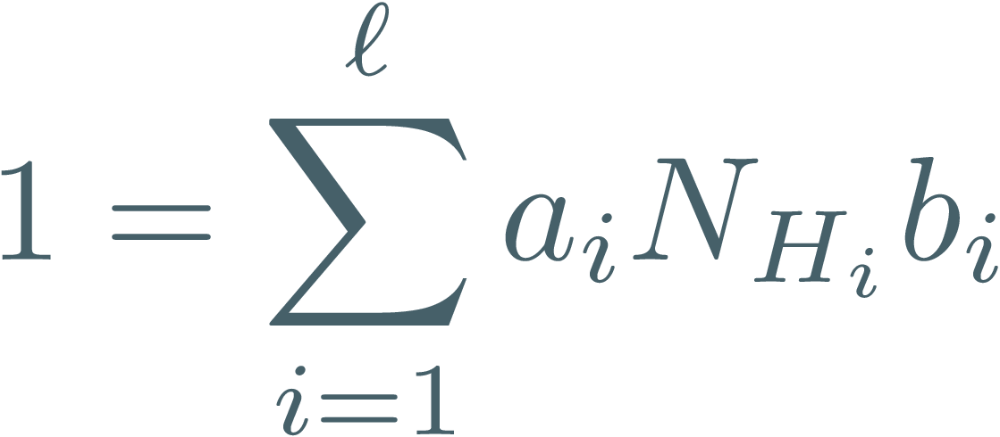 1 = \sum_{i=1}^{\ell} a_i N_{H_i} b_i